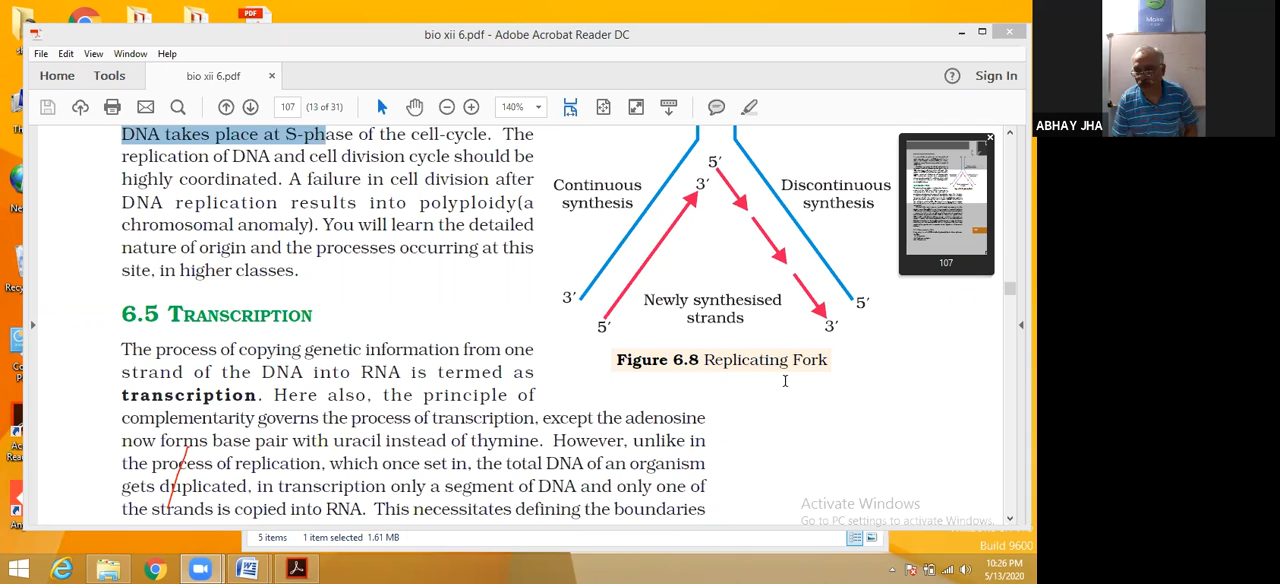 PDF
bio xii 6.pdf - Adobe Acrobat Reader DC
File Edit View Window Help
Home Tools bio xii 6.pdf × Sign In
107 (13 of 31) 140%
DNA takes place at S-phase of the cell-cycle. The
replication of DNA and cell division cycle should be
highly coordinated. A failure in cell division after
DNA replication results into polyploidy(a
chromosomal anomaly). You will learn the detailed
nature of origin and the processes occurring at this
site, in higher classes.
5′
3′
Continuous
synthesis
Discontinuous
synthesis
3′
5′
Newly synthesised
strands
5′
3′
Figure 6.8 Replicating Fork
107
6.5 TRANSCRIPTION
The process of copying genetic information from one
strand of the DNA into RNA is termed as
transcription. Here also, the principle of
complementarity governs the process of transcription, except the adenosine
now forms base pair with uracil instead of thymine. However, unlike in
the process of replication, which once set in, the total DNA of an organism
gets duplicated, in transcription only a segment of DNA and only one of
the strands is copied into RNA. This necessitates defining the boundaries
Activate Windows
Go to PC settings to activate Windows.
5 items 1 item selected 1.61 MB
Build 9600
10:26 PM
5/13/2020
ABHAY JHA
Make